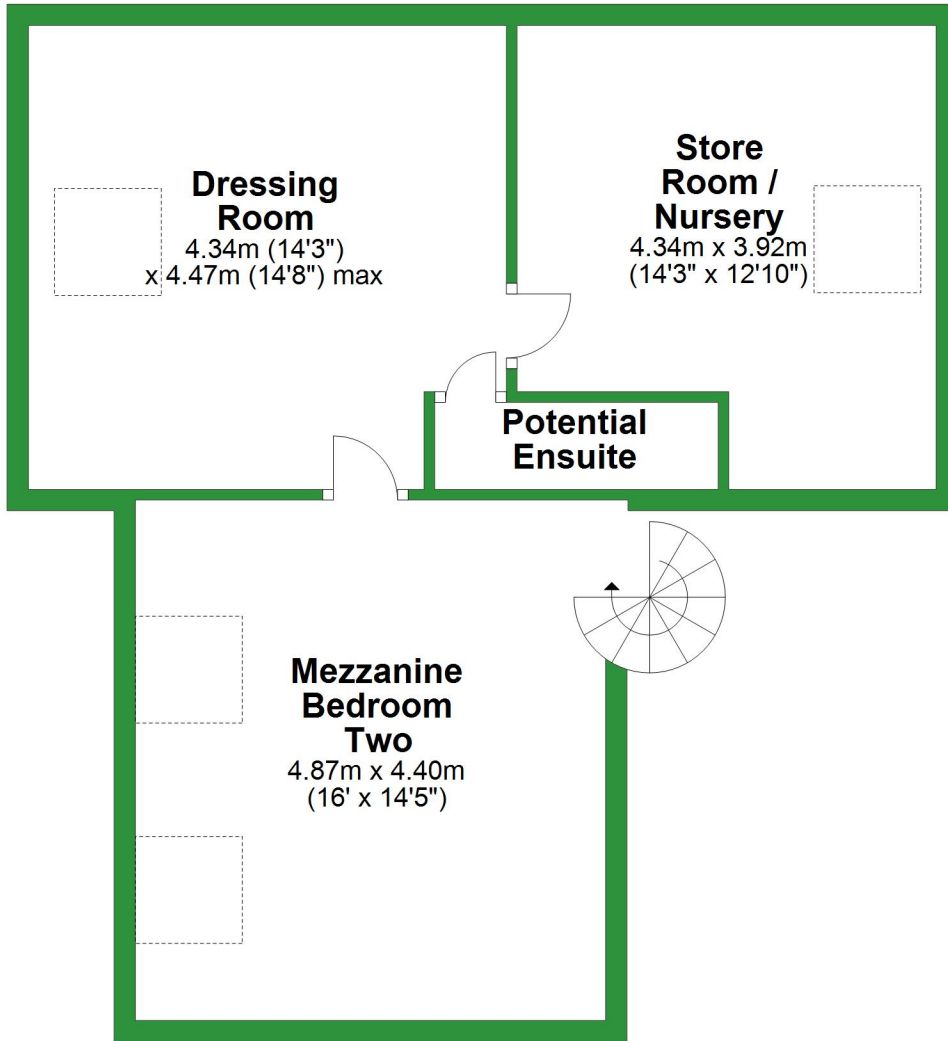 Dressing
Room
4.34m (14'3")
x 4.47m (14'8") max
Store
Room /
Nursery
4.34m x 3.92m
(14'3" x 12'10")
Potential
Ensuite
Mezzanine
Bedroom
Two
4.87m x 4.40m
(16' x 14'5")